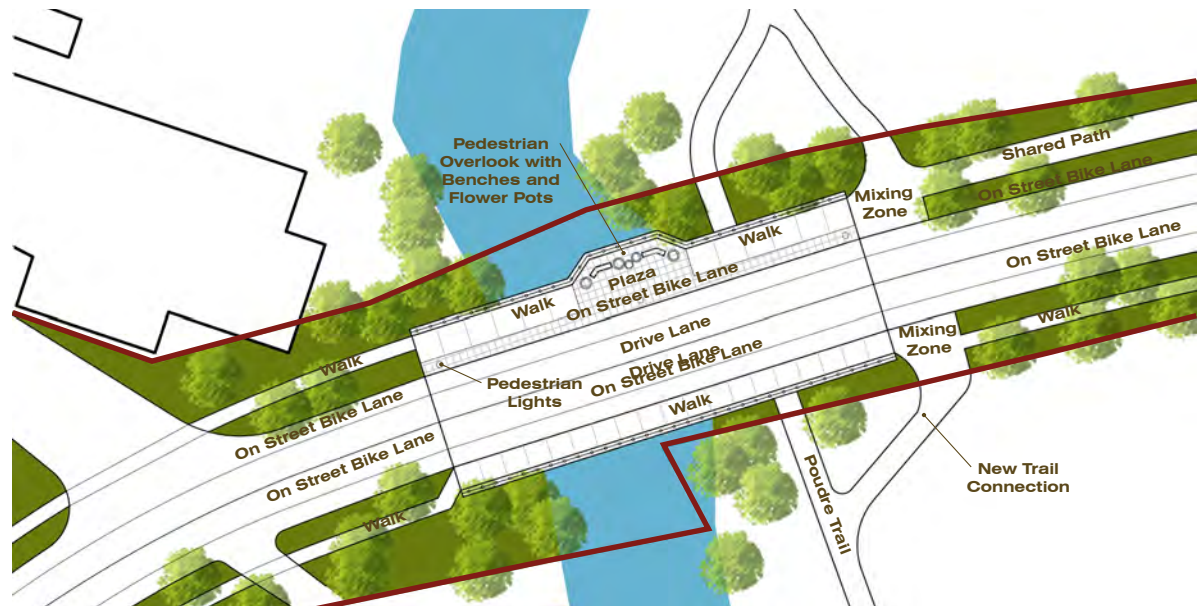 Pedestrian
Overlook with
Benches and
Flower Pots
Shared Path
On Street Bike Lane
Mixing
Zone
Walk
On Street Bike Lane
Plaza
Walk
On Street Bike Lane
Drive Lane
Drive Lane
On Street Bike Lane
Mixing
Zone
Walk
Walk
Pedestrian
Lights
Walk
On Street Bike Lane
On Street Bike Lane
Walk
New Trail
Connection
Poudre Trail